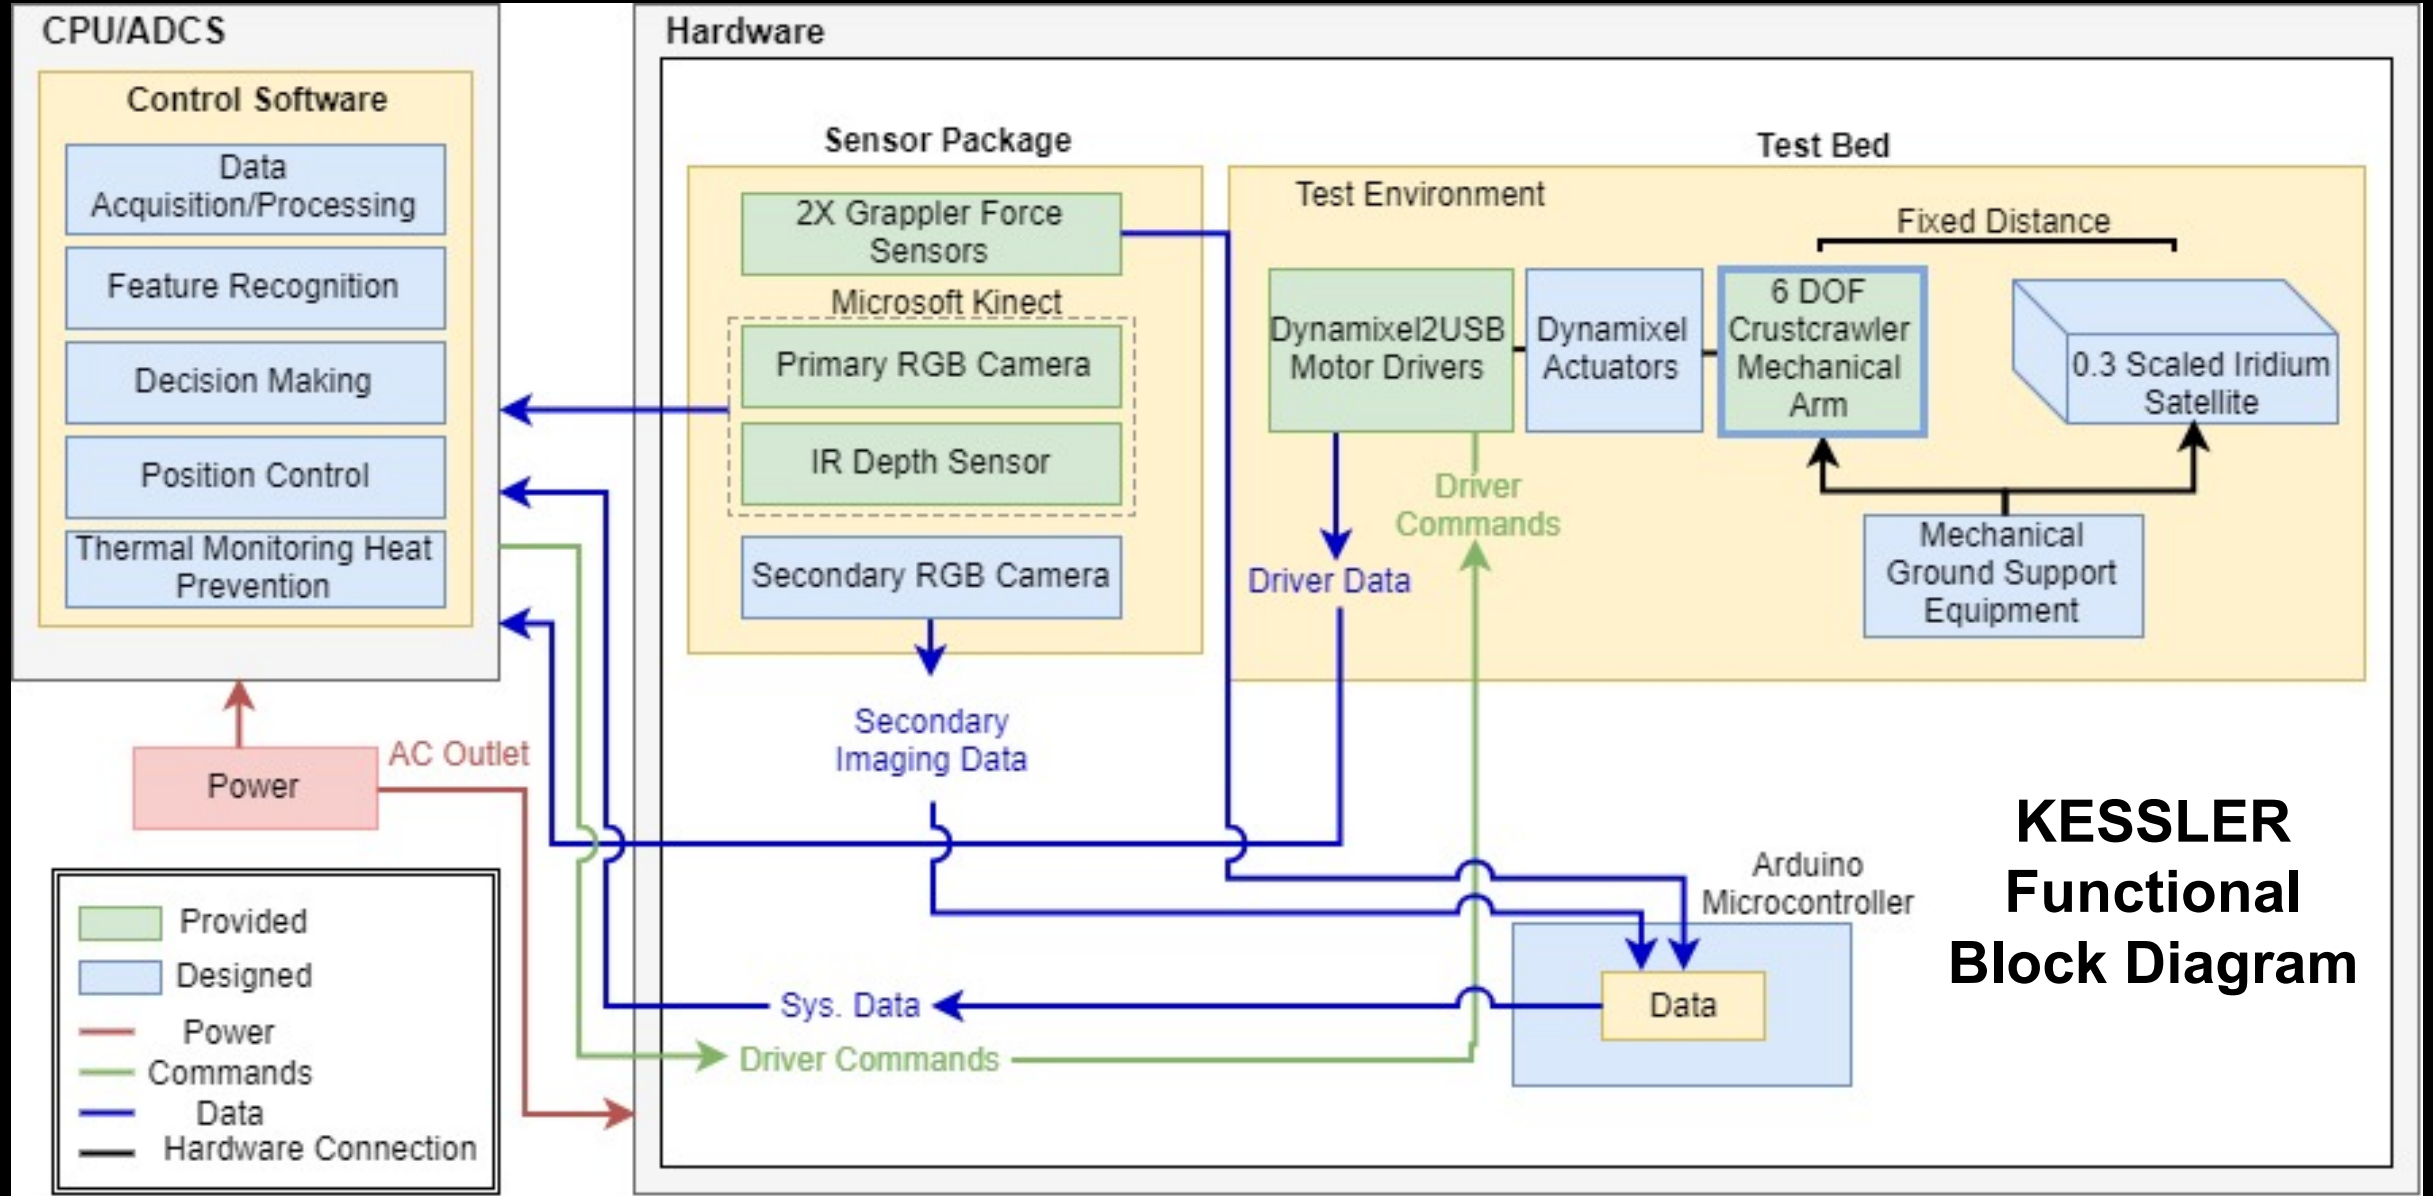 CPU/ADCS
Control Software
Data
Acquisition/Processing
Feature Recognition
Decision Making
Position Control
Thermal Monitoring Heat
Prevention
Power
AC Outlet
Provided
Designed
Power
Commands
Data
Hardware Connection
Hardware
Sensor Package
2X Grappler Force
Sensors
Microsoft Kinect
Primary RGB Camera
IR Depth Sensor
Secondary RGB Camera
Secondary
Imaging Data
Sys. Data
Driver Commands
Test Bed
Test Environment
Fixed Distance
Dynamixel2USB
Motor Drivers
Dynamixel
Actuators
6 DOF
Crustcrawler
Mechanical
Arm
0.3 Scaled Iridium
Satellite
Driver
Commands
Driver Data
Mechanical
Ground Support
Equipment
Arduino
Microcontroller
Data
KESSLER
Functional
Block Diagram